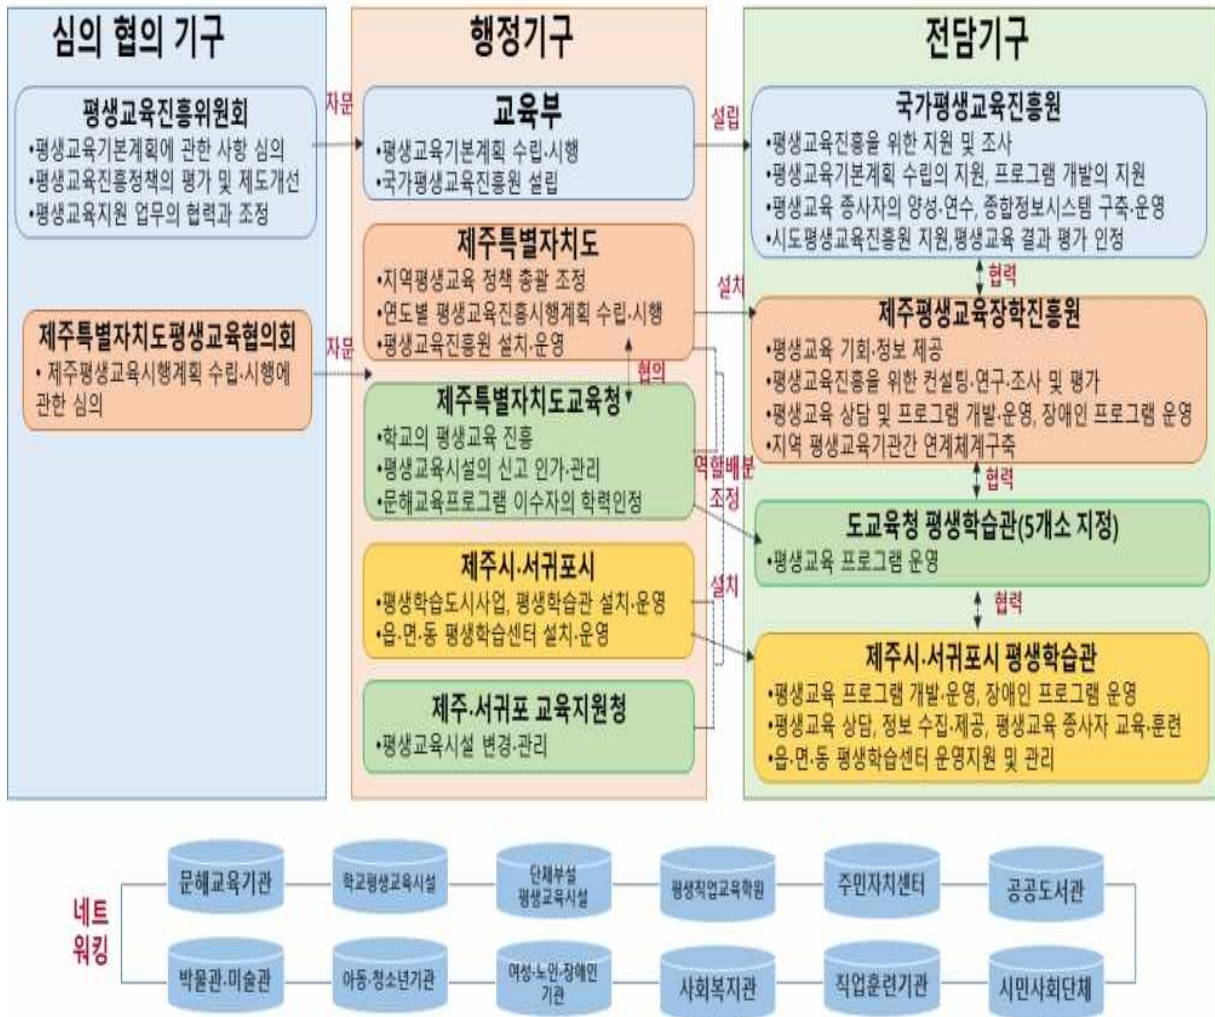 심의 협의 기구
평생교육진흥위원회
•평생교육기본계획에 관한 사항 심의
•평생교육진흥정책의 평가 및 제도개선
•평생교육지원 업무의 협력과 조정
제주특별자치도평생교육협의회
• 제주평생교육시행계획 수립·시행에
관한 심의
자문
자문
행정기구
교육부
•평생교육기본계획 수립·시행
•국가평생교육진흥원 설립
제주특별자치도
•지역평생교육 정책 총괄 조정
•연도별 평생교육진흥시행계획 수립·시행
•평생교육진흥원 설치·운영
협의
제주특별자치도교육청
•학교의 평생교육 진흥
•평생교육시설의 신고 인가·관리
•문해교육프로그램 이수자의 학력인정
제주시·서귀포시
•평생학습도시사업, 평생학습관 설치·운영
•읍·면·동 평생학습센터 설치·운영
제주·서귀포 교육지원청
•평생교육시설 변경·관리
설립
설치
역할배분
조정
설치
전담기구
국가평생교육진흥원
•평생교육진흥을 위한 지원 및 조사
•평생교육기본계획 수립의 지원, 프로그램 개발의 지원
•평생교육 종사자의 양성·연수, 종합정보시스템 구축·운영
•시도평생교육진흥원 지원,평생교육 결과 평가 인정
협력
제주평생교육장학진흥원
•평생교육 기회·정보 제공
•평생교육진흥을 위한 컨설팅·연구·조사 및 평가
•평생교육 상담 및 프로그램 개발·운영, 장애인 프로그램 운영
•지역 평생교육기관간 연계체계구축
협력
도교육청 평생학습관(5개소 지정)
•평생교육 프로그램 운영
협력
제주시·서귀포시 평생학습관
•평생교육 프로그램 개발·운영, 장애인 프로그램 운영
•평생교육 상담, 정보 수집·제공, 평생교육 종사자 교육·훈련
•읍·면·동 평생학습센터 운영지원 및 관리
네트
워킹
문해교육기관
학교평생교육시설
단체부설
평생교육시설
평생직업교육학원
주민자치센터
공공도서관
박물관·미술관
아동·청소년기관
여성·노인·장애인
기관
사회복지관
직업훈련기관
시민사회단체